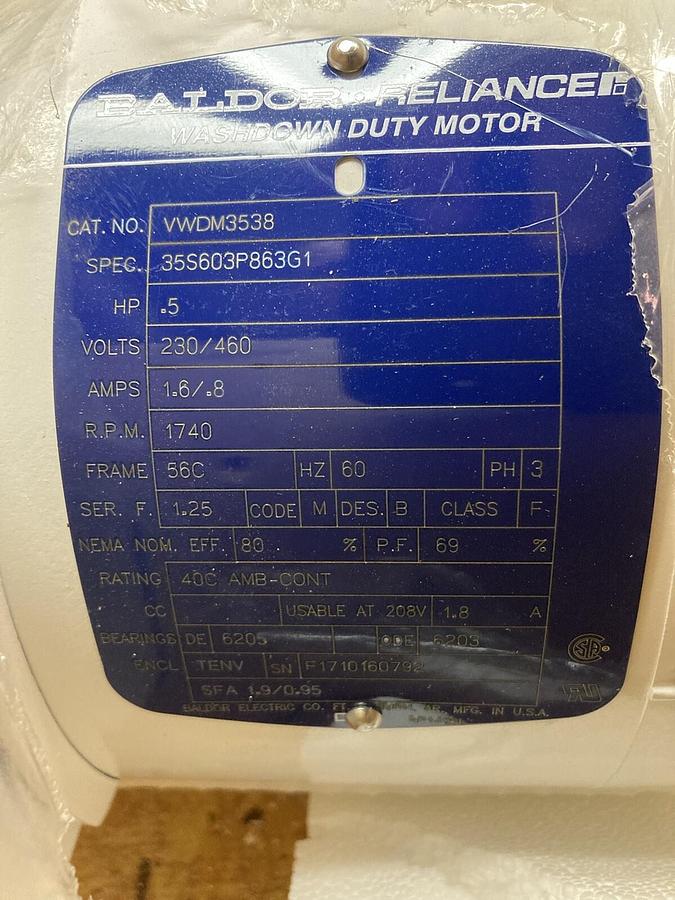 BALDOR · RELIANCE
WASHDOWN DUTY MOTOR
CAT. NO. VWDM3538
SPEC. 35S603P863G1
HP .5
VOLTS 230/460
AMPS 1.6/.8
R.P.M. 1740
FRAME 56C HZ 60 PH 3
SER. F. 1.25 CODE M DES. B CLASS F
NEMA NOM. EFF. 80 % P.F. 69 %
RATING 40C AMB-CONT
CC USABLE AT 208V 1.8 A
BEARINGS DE 6205 ODE 6203
ENCL TENV SN F1710160792
SFA 1.9/0.95
BALDOR ELECTRIC CO. FT. AR. MFG. IN U.S.A.